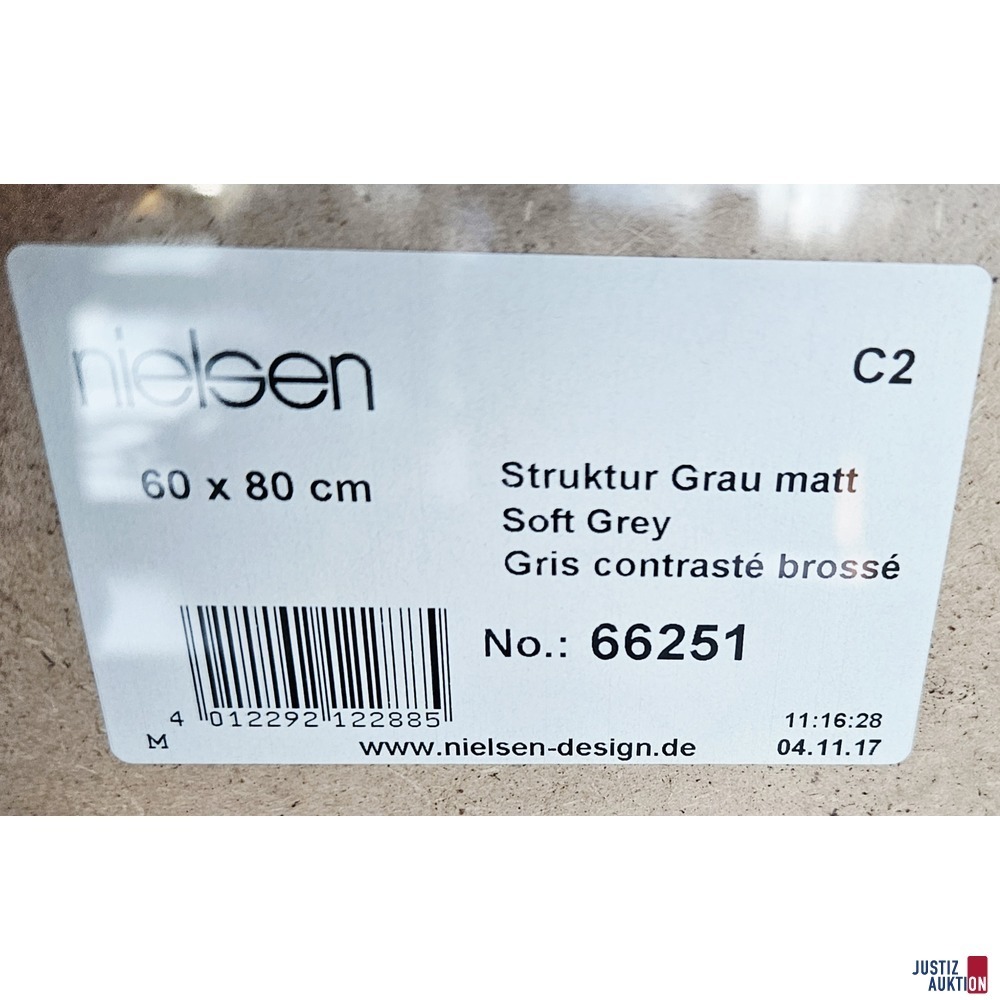 nielsen
C2
60 x 80 cm
Struktur Grau matt
Soft Grey
Gris contrasté brossé
No.: 66251
4 012292 122885
M
www.nielsen-design.de
11:16:28
04.11.17
JUSTIZ
AUKTION